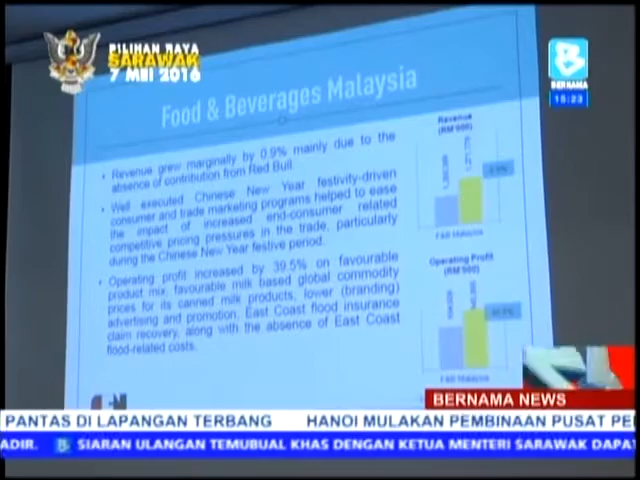 PILIHAN RAYA
SARAWAK
7 MEI 2016
B
BERNAMA
Food & Beverages Malaysia
• Revenue grew marginally by 0.9% mainly due to the
absence of contribution from Red Bull.
• Well executed Chinese New Year festivity-driven
consumer and trade marketing programs helped to ease
the impact of increased end-consumer related
competitive pricing pressures in the trade, particularly
during the Chinese New Year festive period.
• Operating profit increased by 39.5% on favourable
product mix, favourable milk based global commodity
prices for its canned milk products, lower (branding)
advertising and promotion, East Coast flood insurance
claim recovery, along with the absence of East Coast
flood-related costs.
Revenue
(RM'000)
F&B Malaysia
Operating Profit
(RM'000)
F&B Malaysia
BERNAMA NEWS
PANTAS DI LAPANGAN TERBANG HANOI MULAKAN PEMBINAAN PUSAT PE
ADIR. B SIARAN ULANGAN TEMUBUAL KHAS DENGAN KETUA MENTERI SARAWAK DAPAT